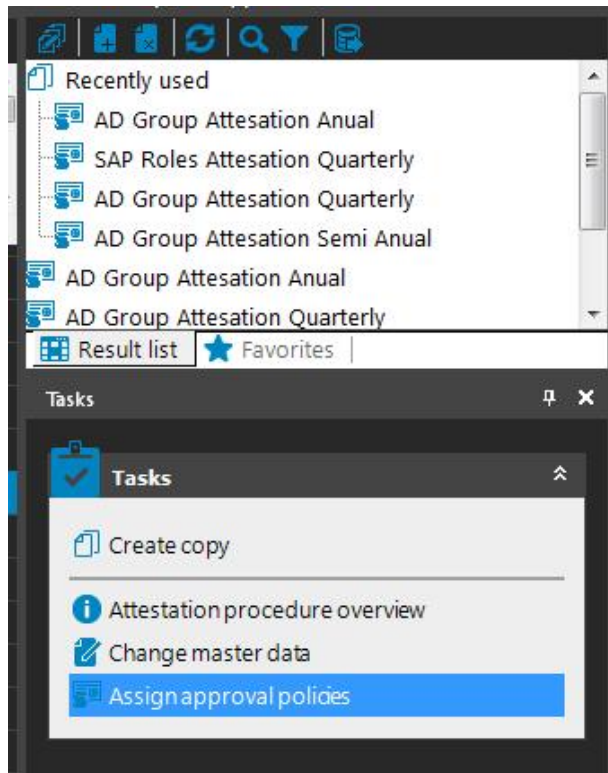 Recently used
AD Group Attesation Anual
SAP Roles Attesation Quarterly
AD Group Attesation Quarterly
AD Group Attesation Semi Anual
AD Group Attesation Anual
AD Group Attesation Quarterly
Result list Favorites
Tasks
Tasks
Create copy
Attestation procedure overview
Change master data
Assign approval policies